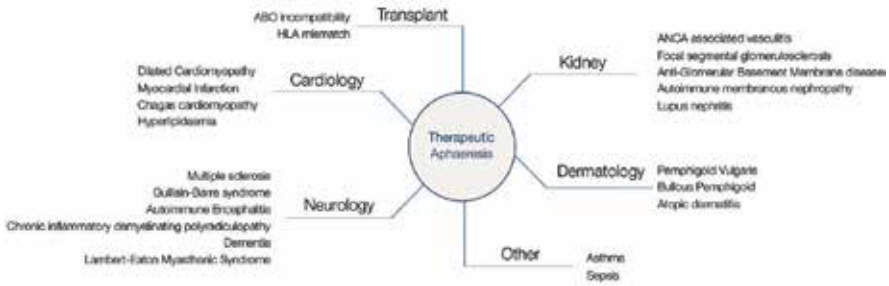 Transplant
ABO incompatibility
HLA mismatch
Cardiology
Dilated Cardiomyopathy
Myocardial Infarction
Chagas cardiomyopathy
Hyperlipidaemia
Neurology
Multiple sclerosis
Guillain-Barre syndrome
Autoimmune Encephalitis
Chronic inflammatory demyelinating polyradiculopathy
Dementia
Lambert-Eaton Myasthenic Syndrome
Therapeutic
Aphaeresis
Kidney
ANCA associated vasculitis
Focal segmental glomerulosclerosis
Anti-Glomerular Basement Membrane diseases
Autoimmune membranous nephropathy
Lupus nephritis
Dermatology
Pemphigoid Vulgaris
Bullous Pemphigoid
Atopic dermatitis
Other
Asthma
Sepsis